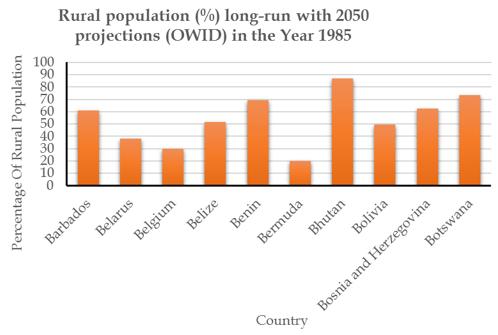 Rural population (%) long-run with 2050
projections (OWID) in the Year 1985
Percentage Of Rural Population
100
90
80
70
60
50
40
30
20
10
0
Barbados
Belarus
Belgium
Belize
Benin
Bermuda
Bhutan
Bolivia
Bosnia and Herzegovina
Botswana
Country